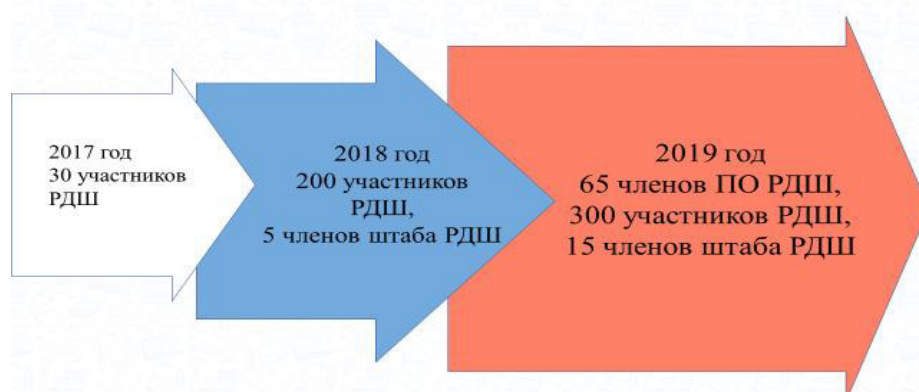 2017 год
30 участников
РДШ
2018 год
200 участников
РДШ,
5 членов штаба РДШ
2019 год
65 членов ПО РДШ,
300 участников РДШ,
15 членов штаба РДШ